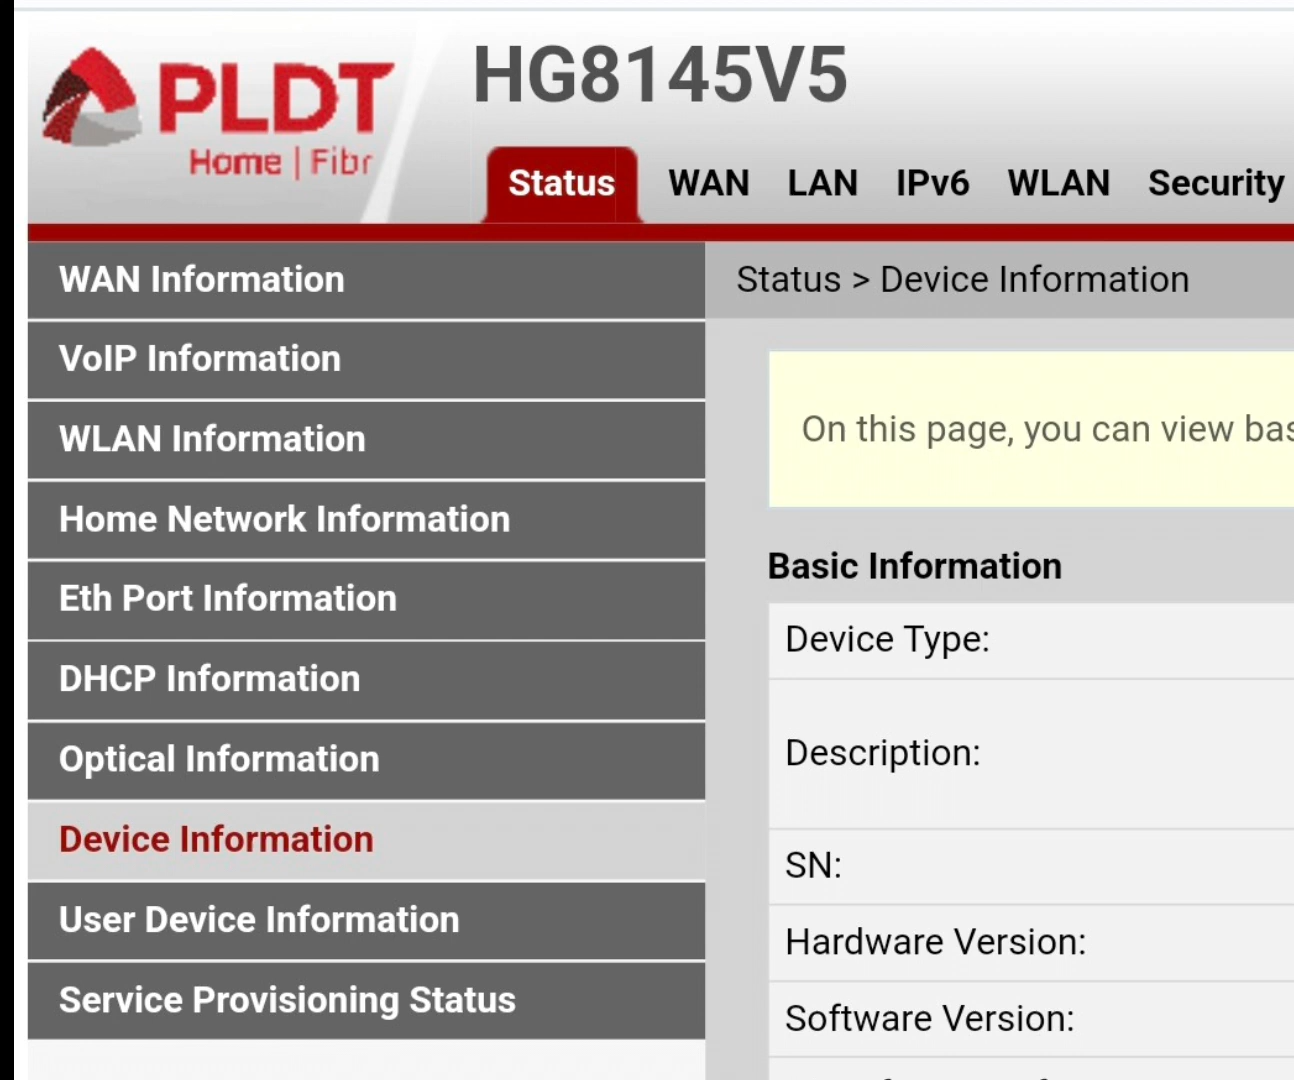 PLDT
Home | Fibr
HG8145V5
Status WAN LAN IPv6 WLAN Security
WAN Information
VoIP Information
WLAN Information
Home Network Information
Eth Port Information
DHCP Information
Optical Information
Device Information
User Device Information
Service Provisioning Status
Status > Device Information
On this page, you can view bas
Basic Information
Device Type:
Description:
SN:
Hardware Version:
Software Version: